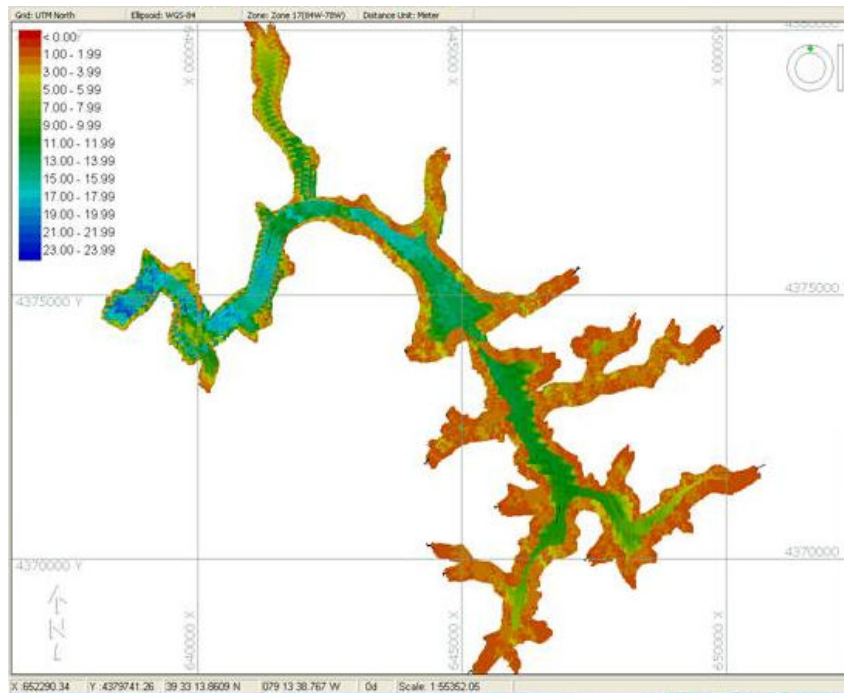 Grid: UTM North Ellipsoid: WGS-84 Zone: Zone 17(84W-78W) Distance Unit: Meter
640000 X
645000 X
650000 X
4380000 Y
< 0.00
1.00 - 1.99
3.00 - 3.99
5.00 - 5.99
7.00 - 7.99
9.00 - 9.99
11.00 - 11.99
13.00 - 13.99
15.00 - 15.99
17.00 - 17.99
19.00 - 19.99
21.00 - 21.99
23.00 - 23.99
4375000 Y
4375000
4370000 Y
4370000
N
640000 X
645000 X
650000 X
X :652290.34 Y :4379741.26 39 33 13.8609 N 079 13 38.767 W 0d Scale: 1:55352.05